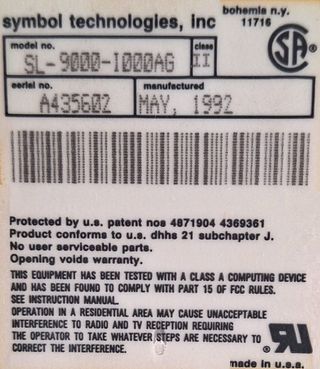 symbol technologies, inc
bohemia n.y.
11716
model no.
SL-9000-I000AG
class
II
SA
serial no.
A435602
manufactured
MAY, 1992
Protected by u.s. patent nos 4871904 4369361
Product conforms to u.s. dhhs 21 subchapter J.
No user serviceable parts.
Opening voids warranty.
THIS EQUIPMENT HAS BEEN TESTED WITH A CLASS A COMPUTING DEVICE
AND HAS BEEN FOUND TO COMPLY WITH PART 15 OF FCC RULES.
SEE INSTRUCTION MANUAL.
OPERATION IN A RESIDENTIAL AREA MAY CAUSE UNACCEPTABLE
INTERFERENCE TO RADIO AND TV RECEPTION REQUIRING
THE OPERATOR TO TAKE WHATEVER STEPS ARE NECESSARY TO
CORRECT THE INTERFERENCE.
RU
made in u.s.a.